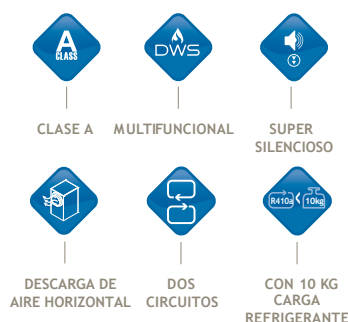 A
CLASS
DWS
CLASE A
MULTIFUNCIONAL
SUPER
SILENCIOSO
R410a
10kg
DESCARGA DE
AIRE HORIZONTAL
DOS
CIRCUITOS
CON 10 KG
CARGA
REFRIGERANTE